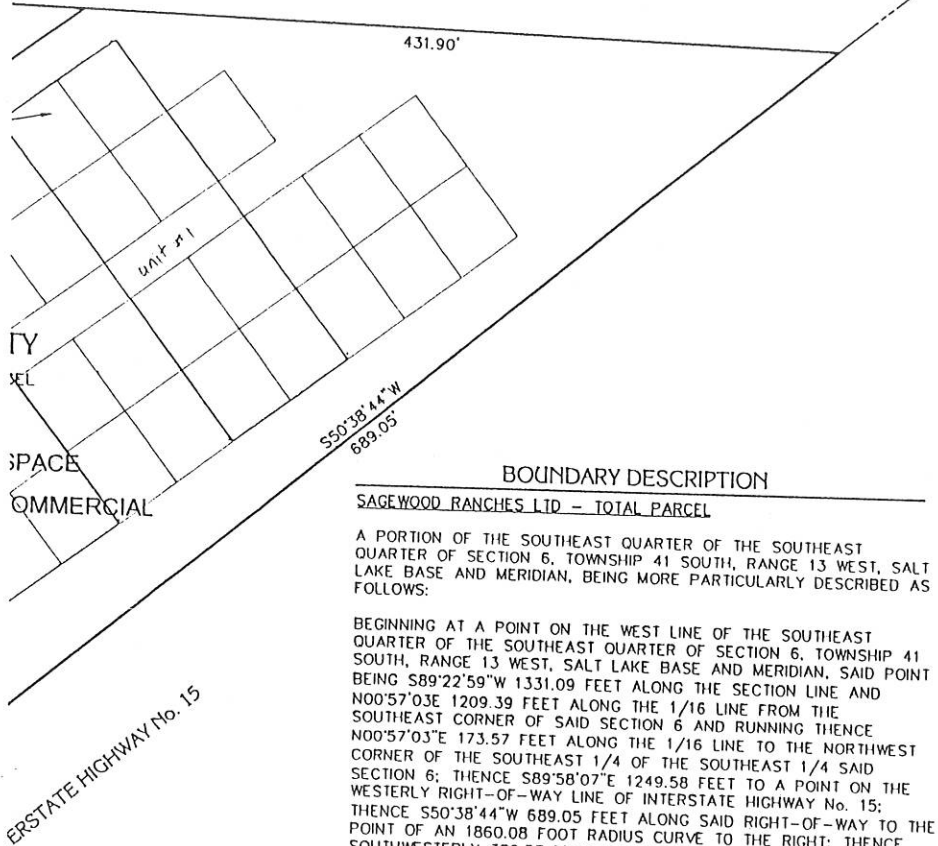 431.90'
unit #1
TY
SPACE
OMMERCIAL
S50°38'44"W
689.05'
ERSTATE HIGHWAY No. 15
BOUNDARY DESCRIPTION
SAGEWOOD RANCHES LTD - TOTAL PARCEL
A PORTION OF THE SOUTHEAST QUARTER OF THE SOUTHEAST
QUARTER OF SECTION 6, TOWNSHIP 41 SOUTH, RANGE 13 WEST, SALT
LAKE BASE AND MERIDIAN, BEING MORE PARTICULARLY DESCRIBED AS
FOLLOWS:
BEGINNING AT A POINT ON THE WEST LINE OF THE SOUTHEAST
QUARTER OF THE SOUTHEAST QUARTER OF SECTION 6, TOWNSHIP 41
SOUTH, RANGE 13 WEST, SALT LAKE BASE AND MERIDIAN, SAID POINT
BEING S89°22'59"W 1331.09 FEET ALONG THE SECTION LINE AND
N00°57'03E 1209.39 FEET ALONG THE 1/16 LINE FROM THE
SOUTHEAST CORNER OF SAID SECTION 6 AND RUNNING THENCE
N00°57'03"E 173.57 FEET ALONG THE 1/16 LINE TO THE NORTHWEST
CORNER OF THE SOUTHEAST 1/4 OF THE SOUTHEAST 1/4 SAID
SECTION 6; THENCE S89°58'07"E 1249.58 FEET TO A POINT ON THE
WESTERLY RIGHT-OF-WAY LINE OF INTERSTATE HIGHWAY No. 15;
THENCE S50°38'44"W 689.05 FEET ALONG SAID RIGHT-OF-WAY TO THE
POINT OF AN 1860.08 FOOT RADIUS CURVE TO THE RIGHT; THENCE